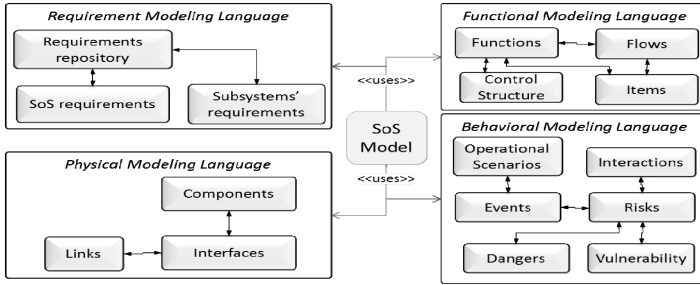 Requirement Modeling Language
Requirements
repository
SoS requirements
Subsystems'
requirements
Functional Modeling Language
Functions
Flows
Control
Structure
Items
<<uses>>
SoS
Model
<<uses>>
Physical Modeling Language
Components
Links
Interfaces
Behavioral Modeling Language
Operational
Scenarios
Interactions
Events
Risks
Dangers
Vulnerability